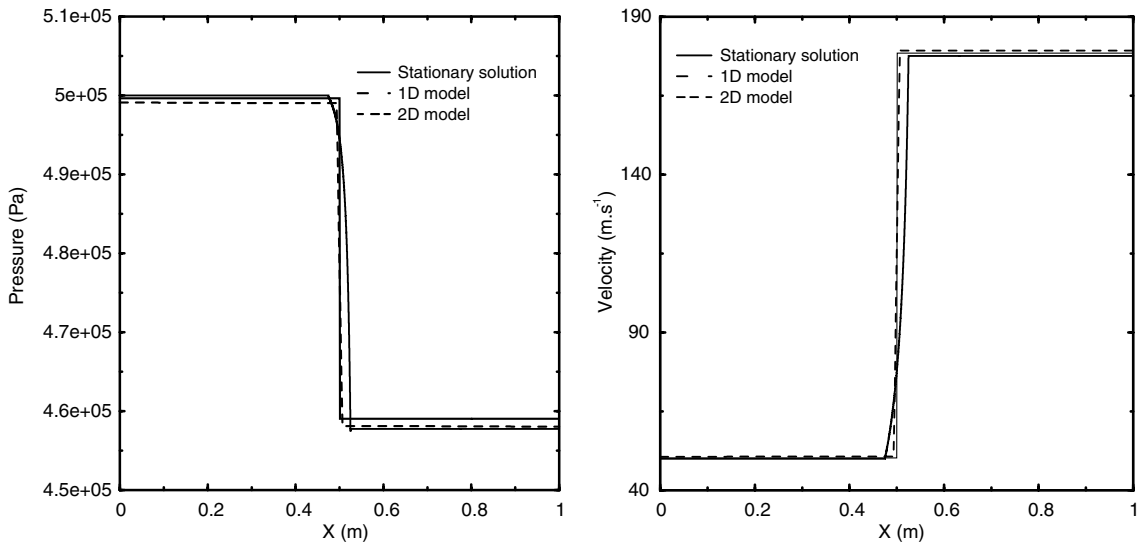 5.1e+05
5e+05
4.9e+05
4.8e+05
4.7e+05
4.6e+05
4.5e+05
Pressure (Pa)
0 0.2 0.4 0.6 0.8 1
X (m)
Stationary solution
1D model
2D model
190
140
90
40
Velocity (m.s-1)
0 0.2 0.4 0.6 0.8 1
X (m)
Stationary solution
1D model
2D model